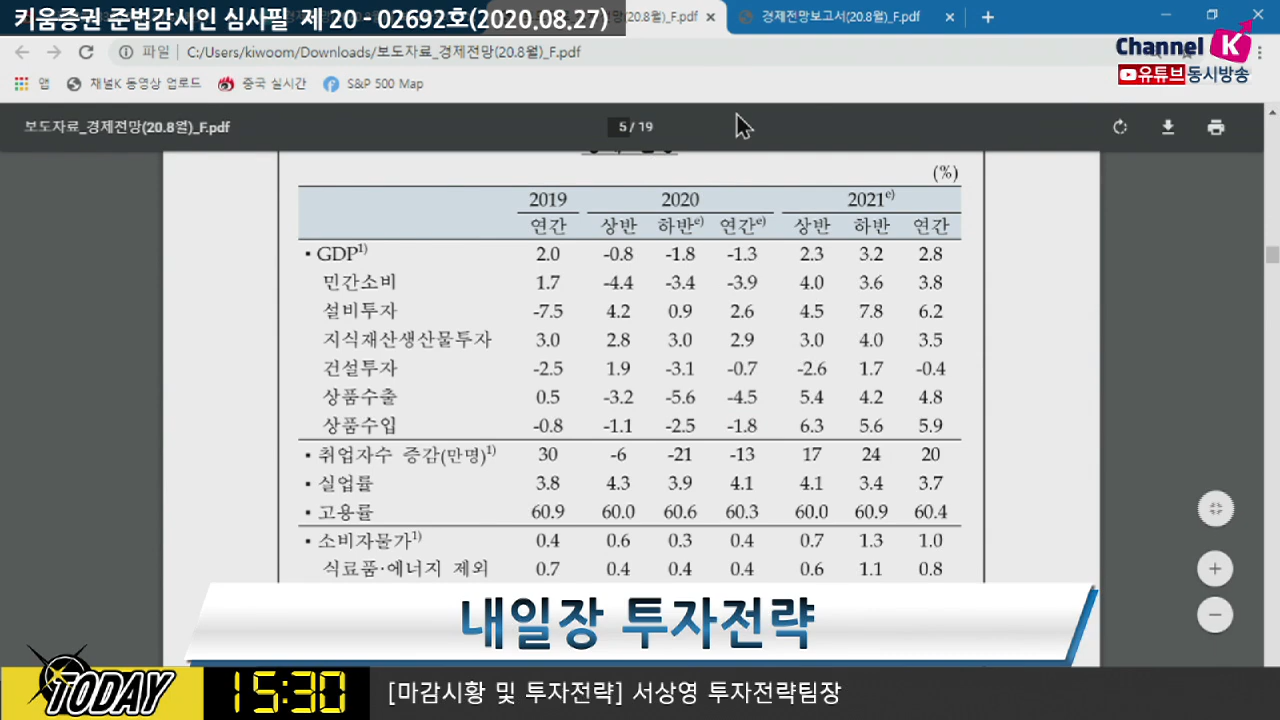 키움증권 준법감시인 심사필 제 20 - 02692호(2020.08.27)
망(20.8월)_F.pdf
경제전망보고서(20.8월)_F.pdf
파일 C:/Users/kiwoom/Downloads/보도자료_경제전망(20.8월)_F.pdf
Channel K
유튜브동시방송
앱 채널K 동영상 업로드 중국 실시간 S&P 500 Map
보도자료_경제전망(20.8월)_F.pdf 5 / 19
(%)
2019 2020 2021e)
연간 상반 하반e) 연간e) 상반 하반 연간
▪ GDP1) 2.0 -0.8 -1.8 -1.3 2.3 3.2 2.8
민간소비 1.7 -4.4 -3.4 -3.9 4.0 3.6 3.8
설비투자 -7.5 4.2 0.9 2.6 4.5 7.8 6.2
지식재산생산물투자 3.0 2.8 3.0 2.9 3.0 4.0 3.5
건설투자 -2.5 1.9 -3.1 -0.7 -2.6 1.7 -0.4
상품수출 0.5 -3.2 -5.6 -4.5 5.4 4.2 4.8
상품수입 -0.8 -1.1 -2.5 -1.8 6.3 5.6 5.9
▪ 취업자수 증감(만명)1) 30 -6 -21 -13 17 24 20
▪ 실업률 3.8 4.3 3.9 4.1 4.1 3.4 3.7
▪ 고용률 60.9 60.0 60.6 60.3 60.0 60.9 60.4
▪ 소비자물가1) 0.4 0.6 0.3 0.4 0.7 1.3 1.0
식료품·에너지 제외 0.7 0.4 0.4 0.4 0.6 1.1 0.8
내일장 투자전략
TODAY 15:30 [마감시황 및 투자전략] 서상영 투자전략팀장